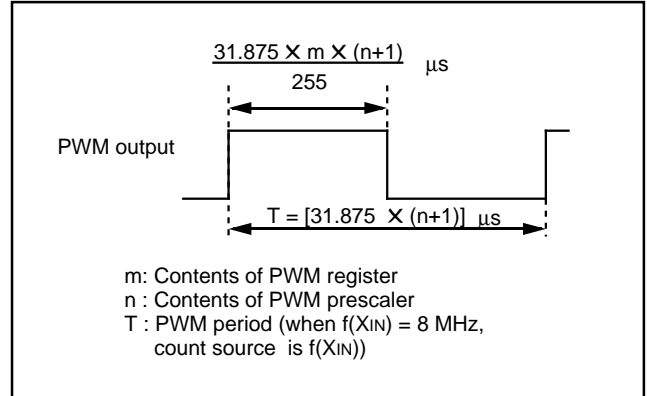 31.875 X m X (n+1)
μs
255
PWM output
T = [31.875 X (n+1)] μs
m: Contents of PWM register
n : Contents of PWM prescaler
T : PWM period (when f(XIN) = 8 MHz,
count source is f(XIN))